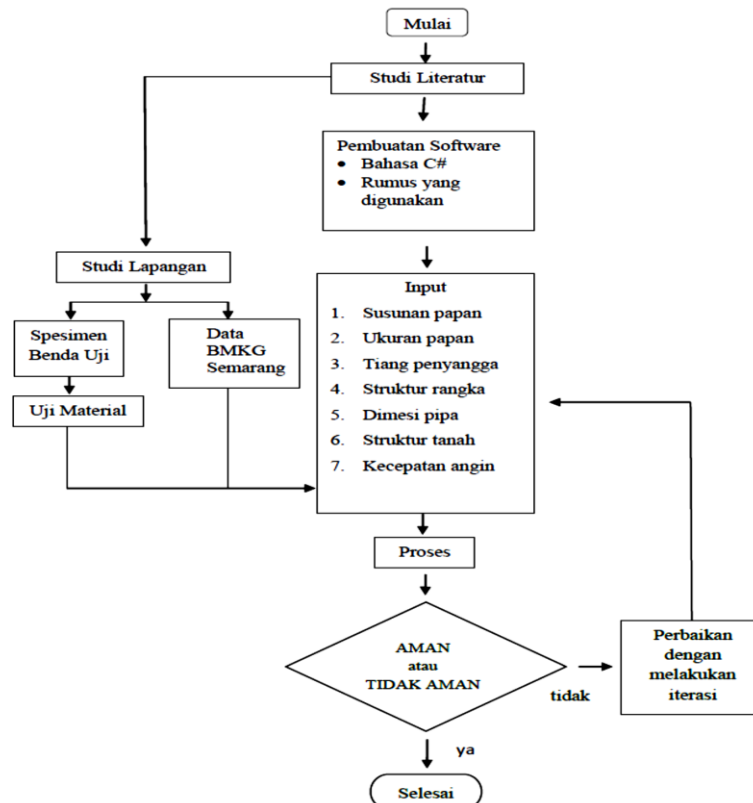 Mulai
Studi Literatur
Pembuatan Software
• Bahasa C#
• Rumus yang
digunakan
Studi Lapangan
Spesimen
Benda Uji
Data
BMKG
Semarang
Uji Material
Input
1. Susunan papan
2. Ukuran papan
3. Tiang penyangga
4. Struktur rangka
5. Dimesi pipa
6. Struktur tanah
7. Kecepatan angin
Proses
AMAN
atau
TIDAK AMAN
tidak
Perbaikan
dengan
melakukan
iterasi
ya
Selesai